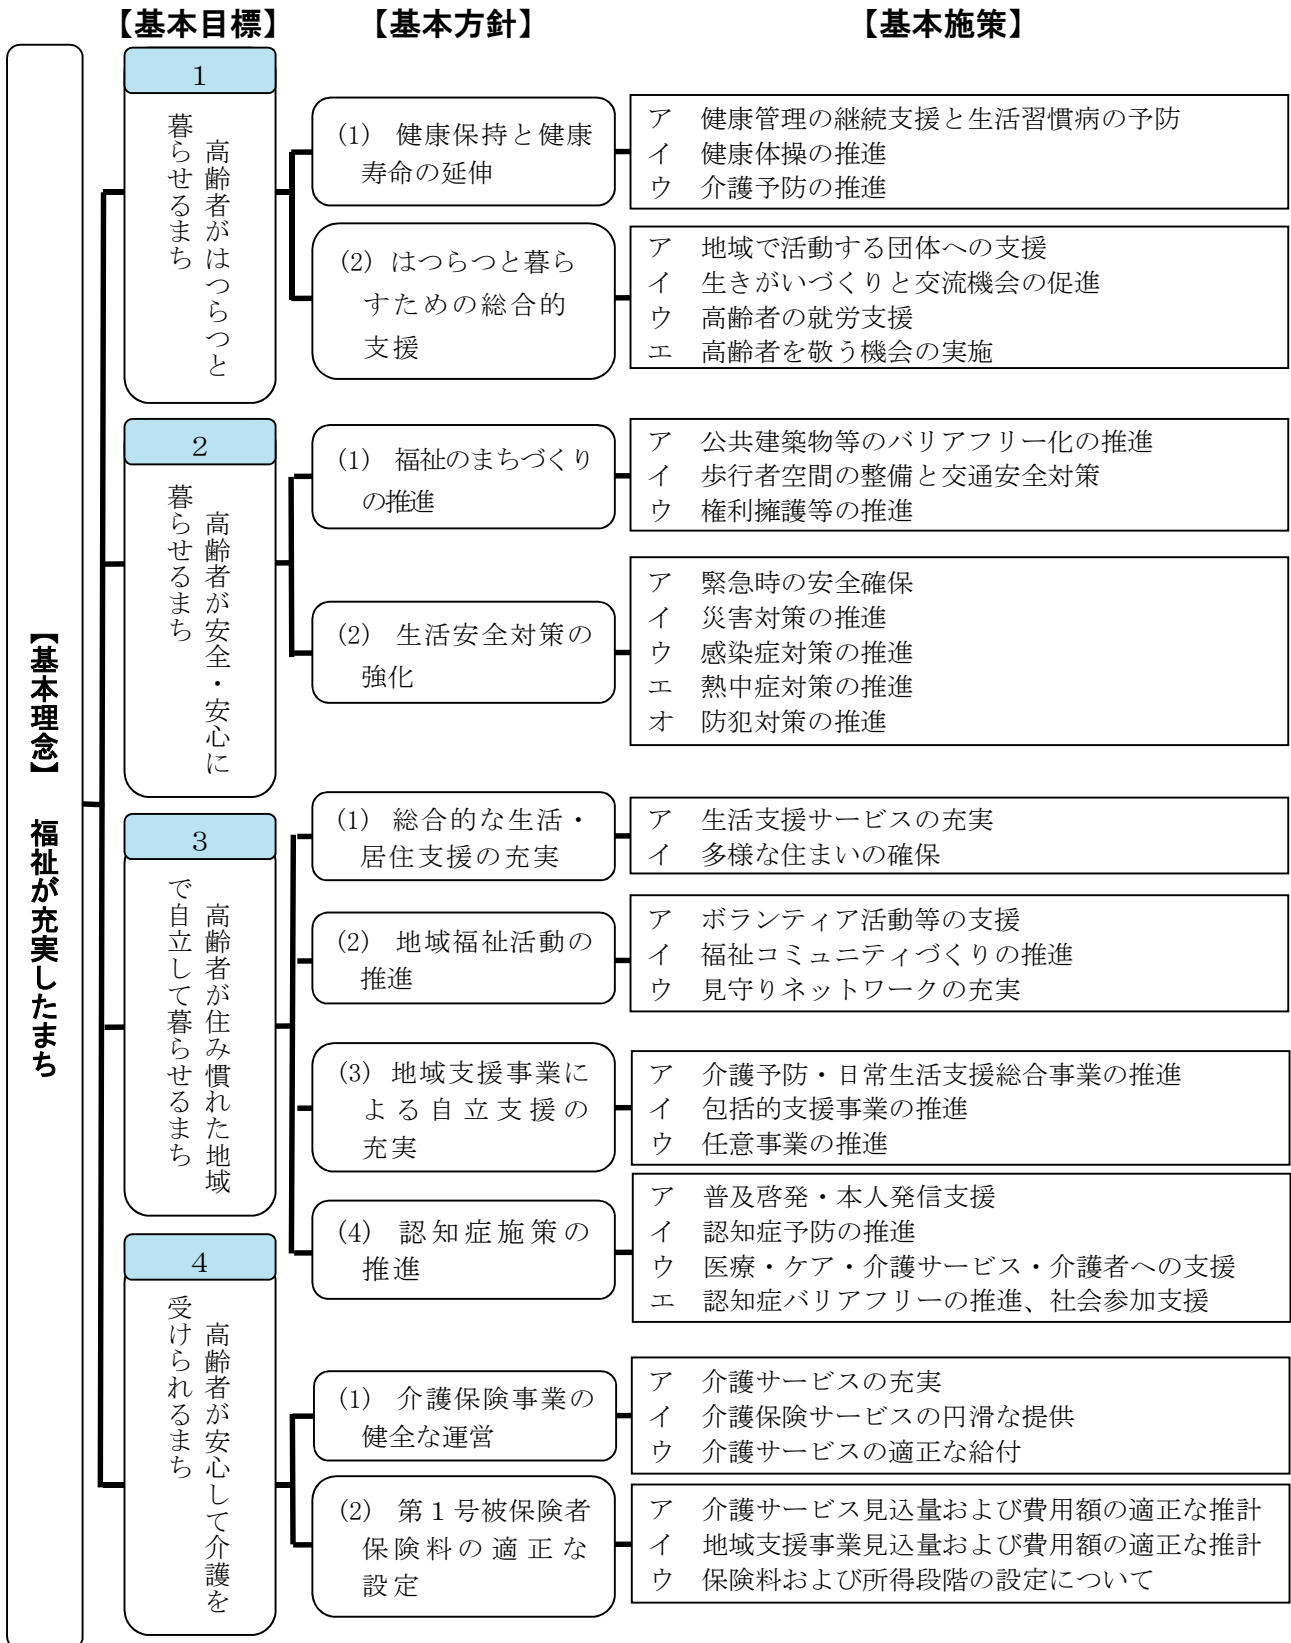 【基本目標】
【基本方針】
【基本施策】
【基本理念】 福祉が充実したまち
1
高齢者がはつらつと
暮らせるまち
(1) 健康保持と健康
寿命の延伸
ア 健康管理の継続支援と生活習慣病の予防
イ 健康体操の推進
ウ 介護予防の推進
(2) はつらつと暮ら
すための総合的
支援
ア 地域で活動する団体への支援
イ 生きがいづくりと交流機会の促進
ウ 高齢者の就労支援
エ 高齢者を敬う機会の実施
2
高齢者が安全・安心に
暮らせるまち
(1) 福祉のまちづくり
の推進
ア 公共建築物等のバリアフリー化の推進
イ 歩行者空間の整備と交通安全対策
ウ 権利擁護等の推進
(2) 生活安全対策の
強化
ア 緊急時の安全確保
イ 災害対策の推進
ウ 感染症対策の推進
エ 熱中症対策の推進
オ 防犯対策の推進
3
高齢者が住み慣れた地域
で自立して暮らせるまち
(1) 総合的な生活・
居住支援の充実
ア 生活支援サービスの充実
イ 多様な住まいの確保
(2) 地域福祉活動の
推進
ア ボランティア活動等の支援
イ 福祉コミュニティづくりの推進
ウ 見守りネットワークの充実
(3) 地域支援事業に
よる自立支援の
充実
ア 介護予防・日常生活支援総合事業の推進
イ 包括的支援事業の推進
ウ 任意事業の推進
(4) 認知症施策の
推進
ア 普及啓発・本人発信支援
イ 認知症予防の推進
ウ 医療・ケア・介護サービス・介護者への支援
エ 認知症バリアフリーの推進、社会参加支援
4
高齢者が安心して介護を
受けられるまち
(1) 介護保険事業の
健全な運営
ア 介護サービスの充実
イ 介護保険サービスの円滑な提供
ウ 介護サービスの適正な給付
(2) 第１号被保険者
保険料の適正な
設定
ア 介護サービス見込量および費用額の適正な推計
イ 地域支援事業見込量および費用額の適正な推計
ウ 保険料および所得段階の設定について